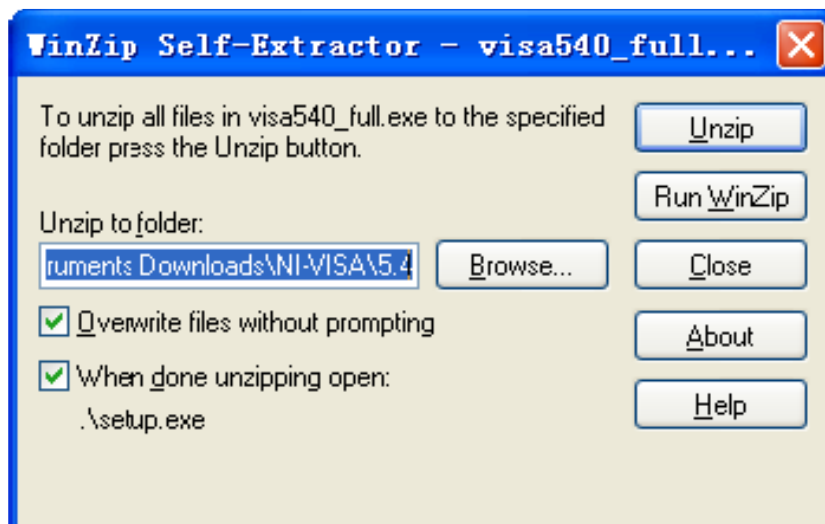 WinZip Self-Extractor - visa540_full...
To unzip all files in visa540_full.exe to the specified
folder press the Unzip button.
Unzip to folder:
ruments Downloads\NI-VISA\5.4
Browse...
Overwrite files without prompting
When done unzipping open:
.\setup.exe
Unzip
Run WinZip
Close
About
Help